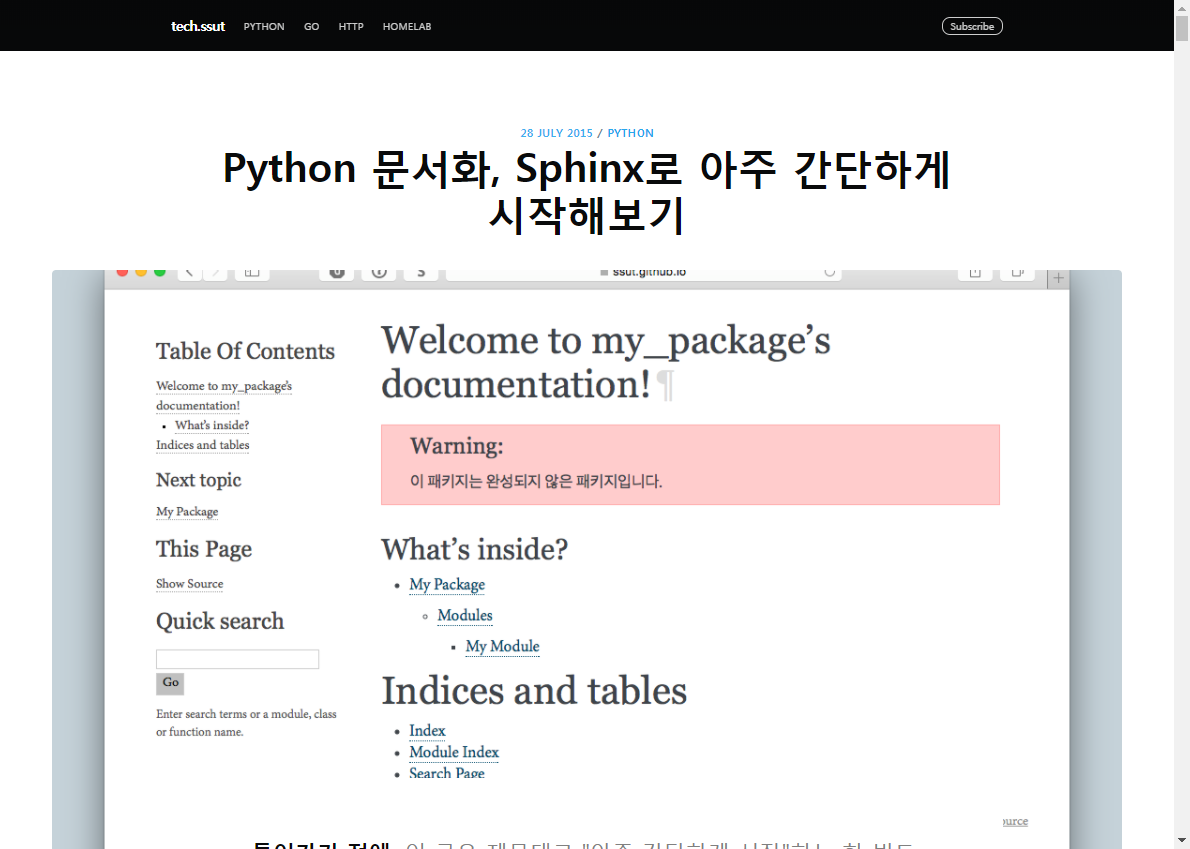 tech.ssut PYTHON GO HTTP HOMELAB Subscribe
28 JULY 2015 / PYTHON
Python 문서화, Sphinx로 아주 간단하게
시작해보기
ssut.github.io
Table Of Contents
Welcome to my_package's
documentation!
What's inside?
Indices and tables
Next topic
My Package
This Page
Show Source
Quick search
Go
Enter search terms or a module, class
or function name.
Welcome to my_package's
documentation!¶
Warning:
이 패키지는 완성되지 않은 패키지입니다.
What's inside?
My Package
Modules
My Module
Indices and tables
Index
Module Index
Search Page